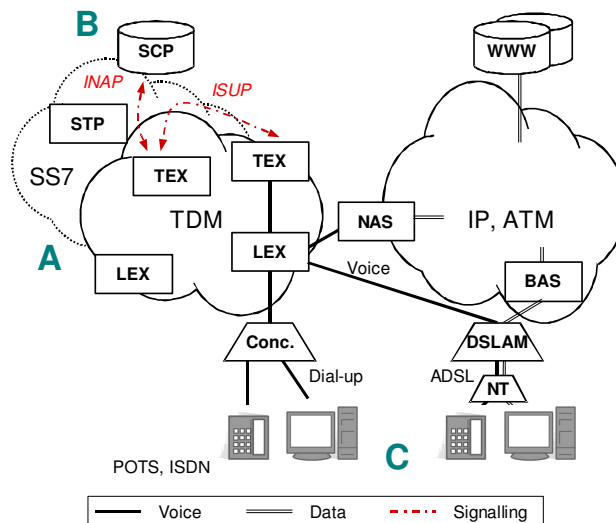 B
SCP
WWW
INAP
ISUP
STP
TEX
TEX
SS7
TDM
NAS
IP, ATM
A
LEX
LEX
Voice
BAS
Conc.
DSLAM
Dial-up
ADSL
NT
C
POTS, ISDN
Voice
Data
Signalling